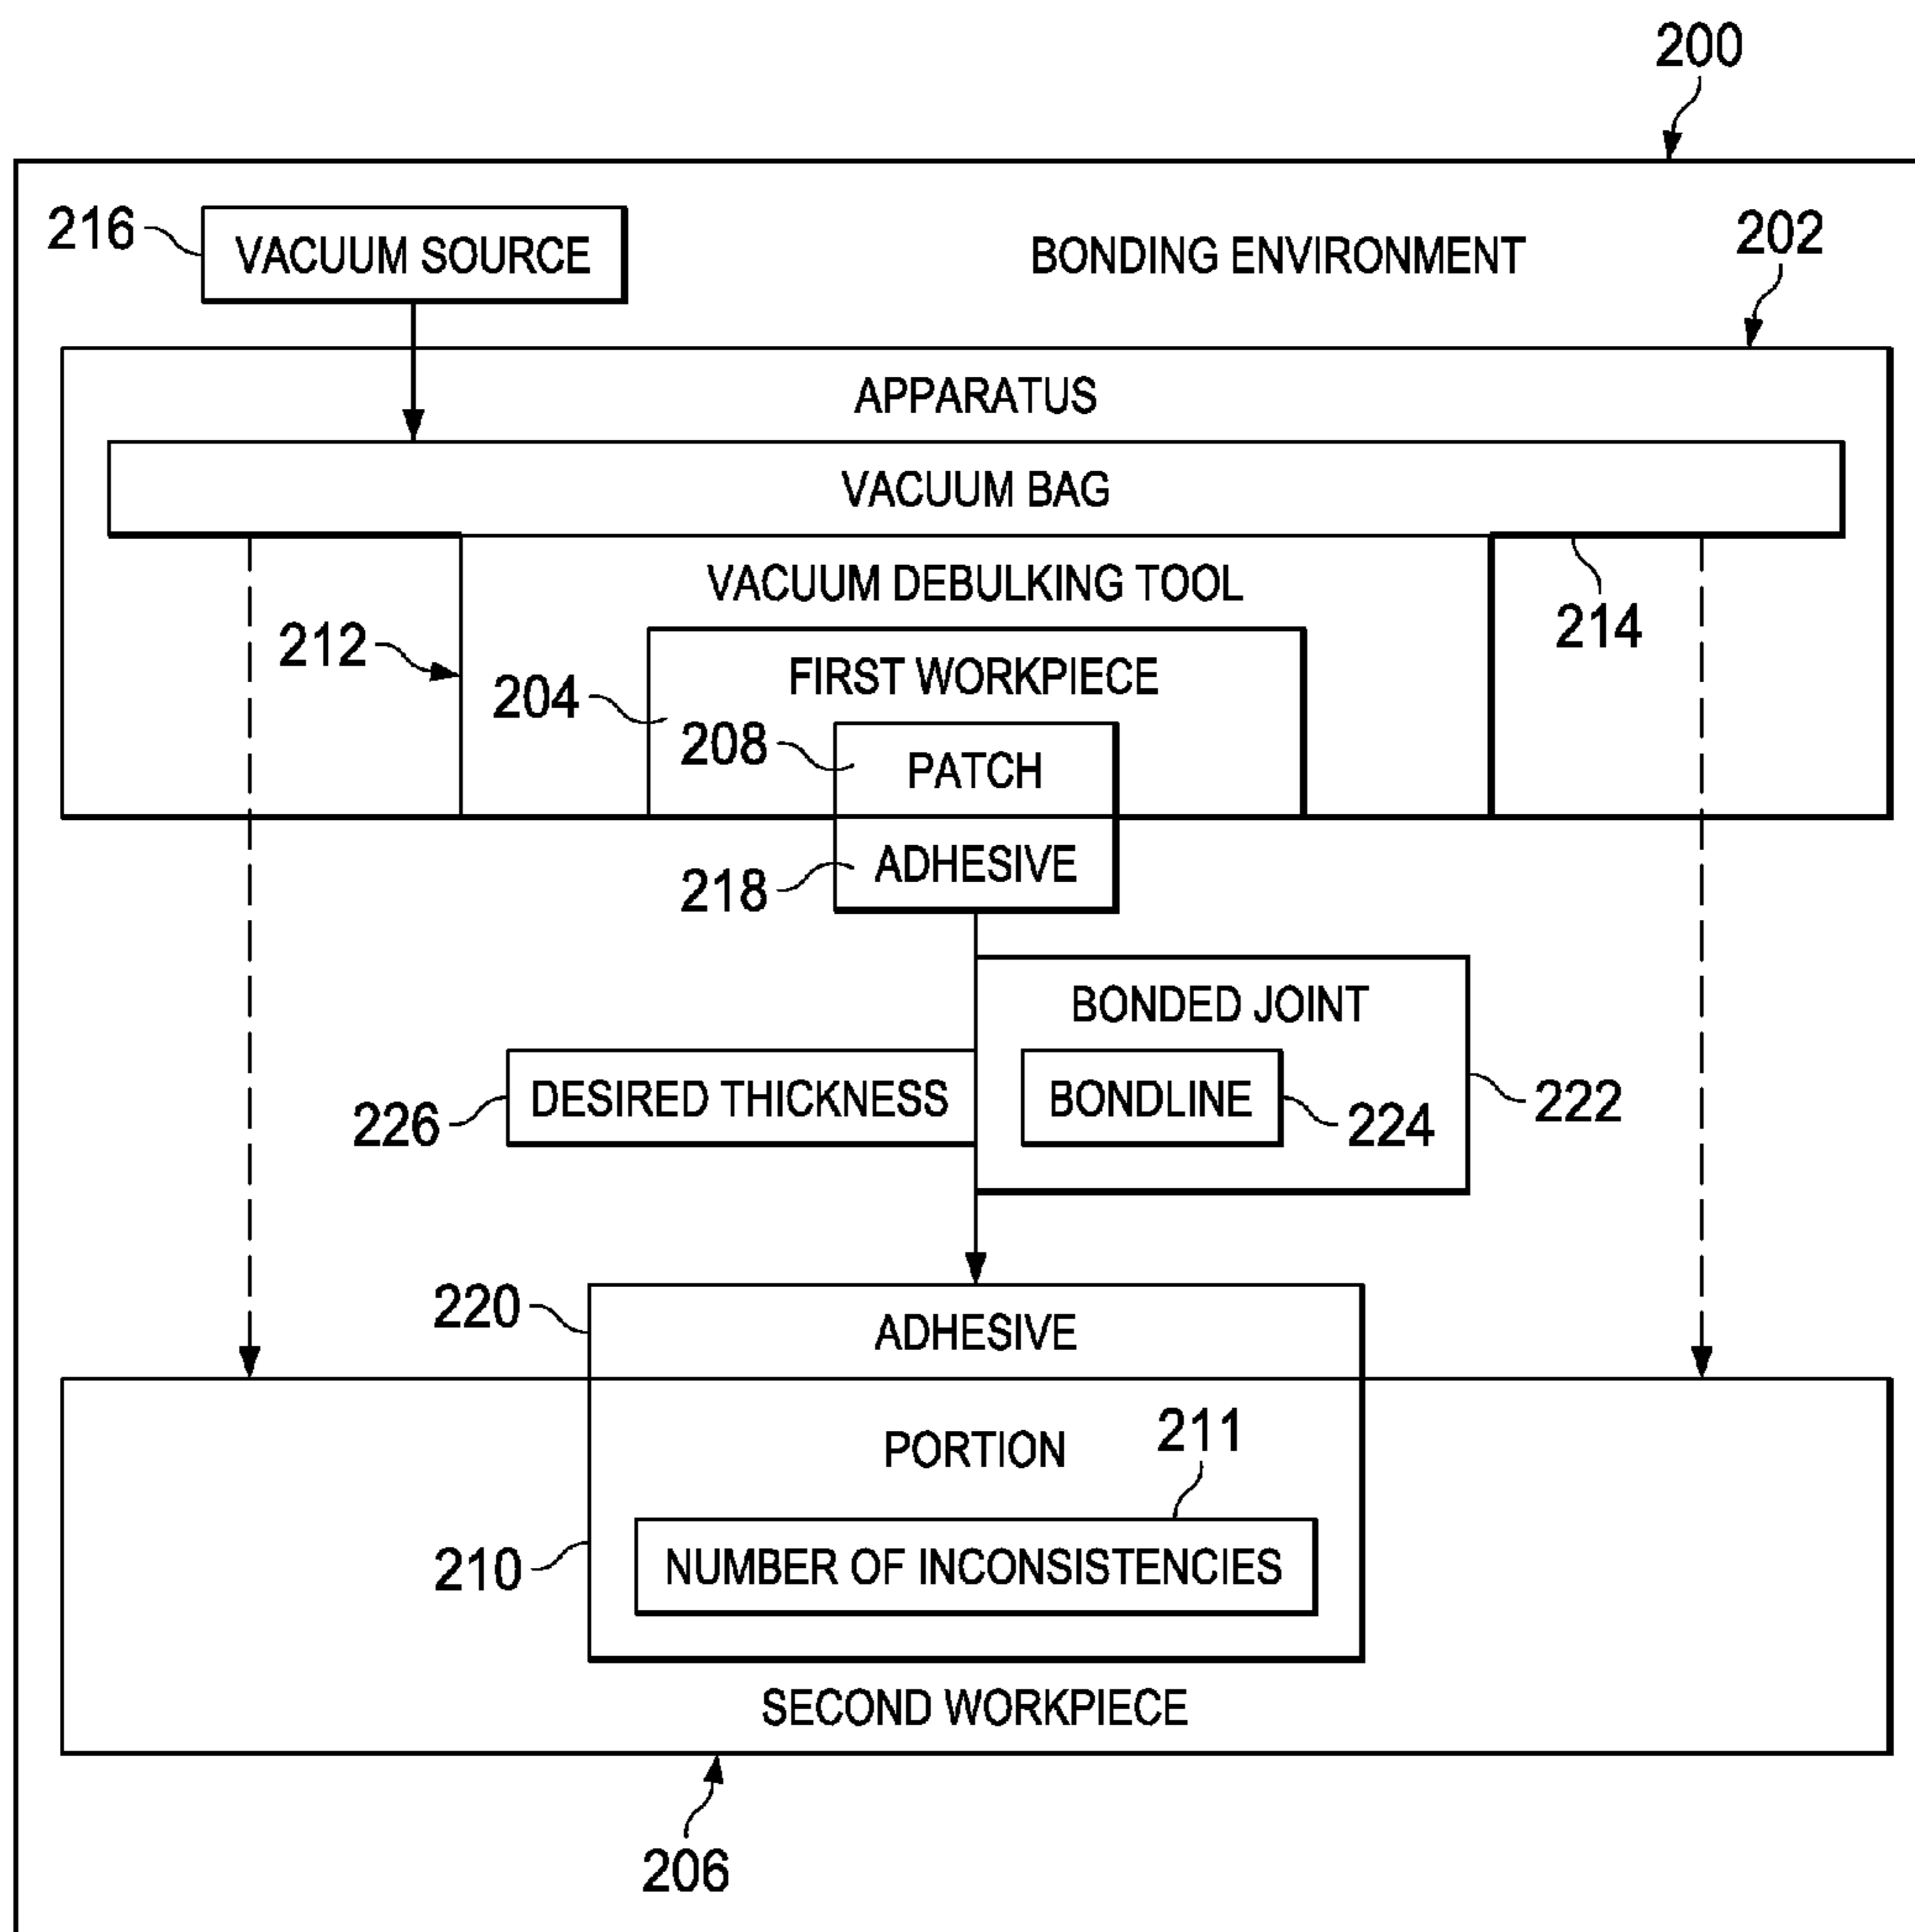 200
216
VACUUM SOURCE
BONDING ENVIRONMENT
202
APPARATUS
VACUUM BAG
VACUUM DEBULKING TOOL
214
212
FIRST WORKPIECE
204
208
PATCH
218
ADHESIVE
BONDED JOINT
226
DESIRED THICKNESS
BONDLINE
224
222
220
ADHESIVE
PORTION
211
210
NUMBER OF INCONSISTENCIES
SECOND WORKPIECE
206